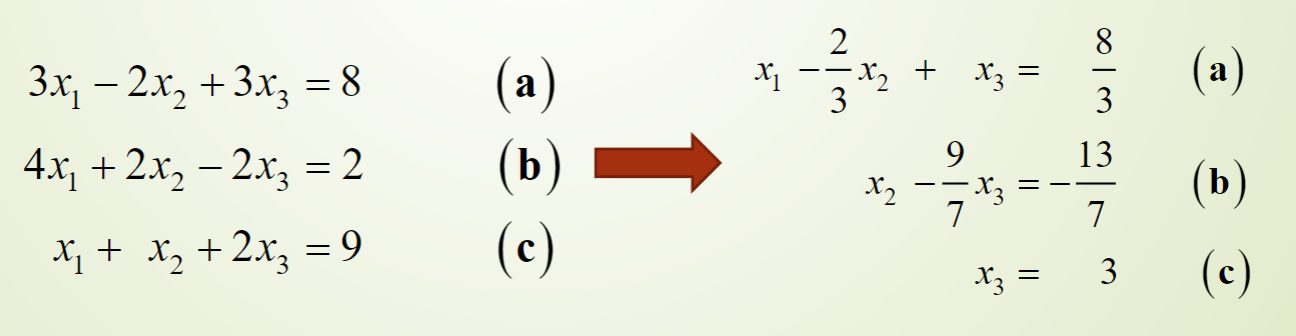 3x₁ − 2x₂ + 3x₃ = 8 (a)
4x₁ + 2x₂ − 2x₃ = 2 (b)
x₁ + x₂ + 2x₃ = 9 (c)
x₁ − 2/3 x₂ + x₃ = 8/3 (a)
x₂ − 9/7 x₃ = − 13/7 (b)
x₃ = 3 (c)